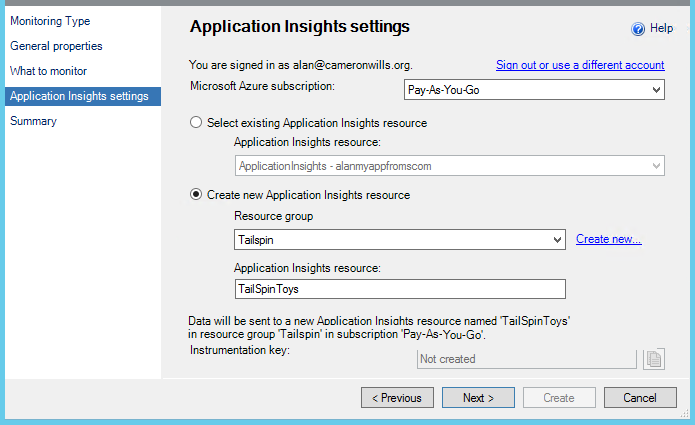 Monitoring Type
General properties
What to monitor
Application Insights settings
Summary
Application Insights settings
Help
You are signed in as alan@cameronwills.org.
Sign out or use a different account
Microsoft Azure subscription:
Pay-As-You-Go
Select existing Application Insights resource
Application Insights resource:
ApplicationInsights - alanmyappfromscom
Create new Application Insights resource
Resource group
Tailspin
Create new...
Application Insights resource:
TailSpinToys
Data will be sent to a new Application Insights resource named 'TailSpinToys'
in resource group 'Tailspin' in subscription 'Pay-As-You-Go'.
Instrumentation key:
Not created
< Previous
Next >
Create
Cancel